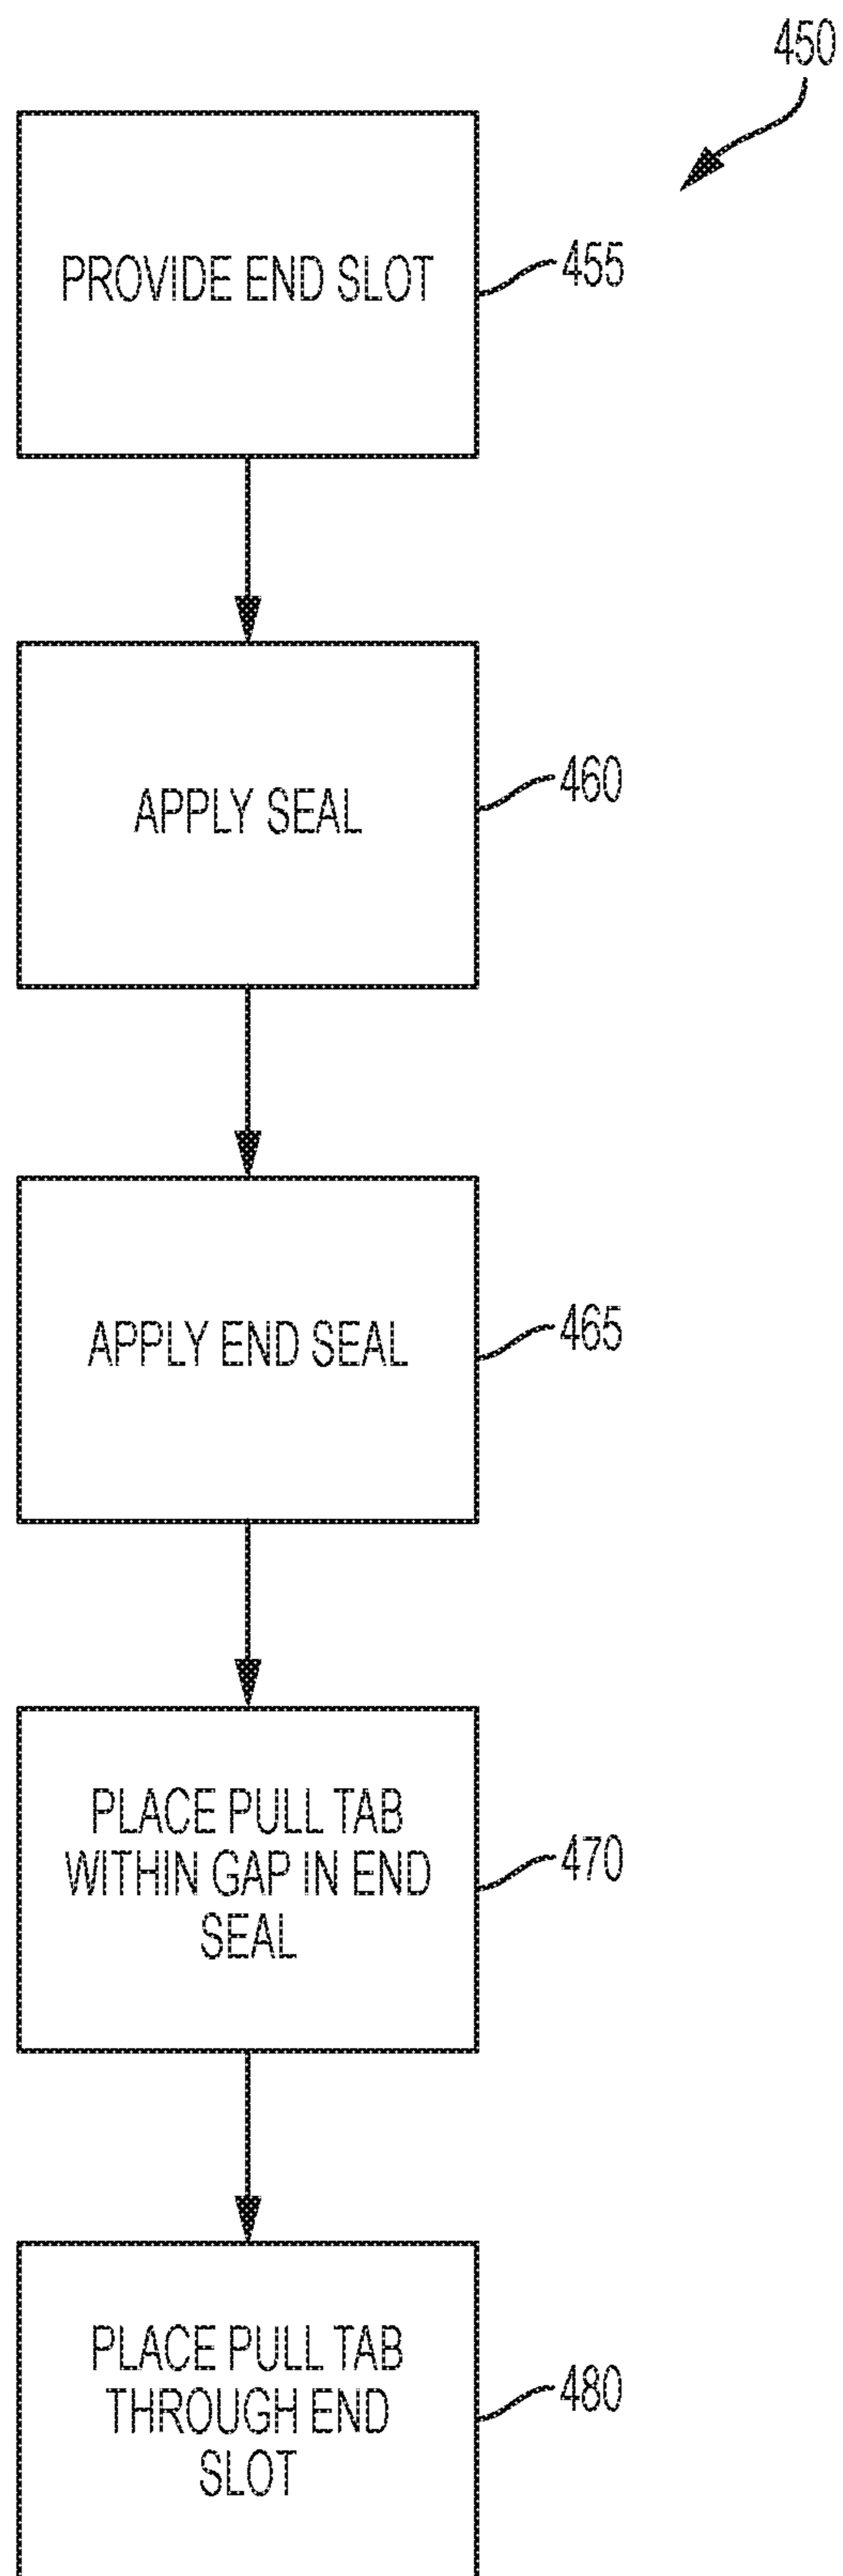 450
PROVIDE END SLOT
455
APPLY SEAL
460
APPLY END SEAL
465
PLACE PULL TAB
WITHIN GAP IN END
SEAL
470
PLACE PULL TAB
THROUGH END
SLOT
480